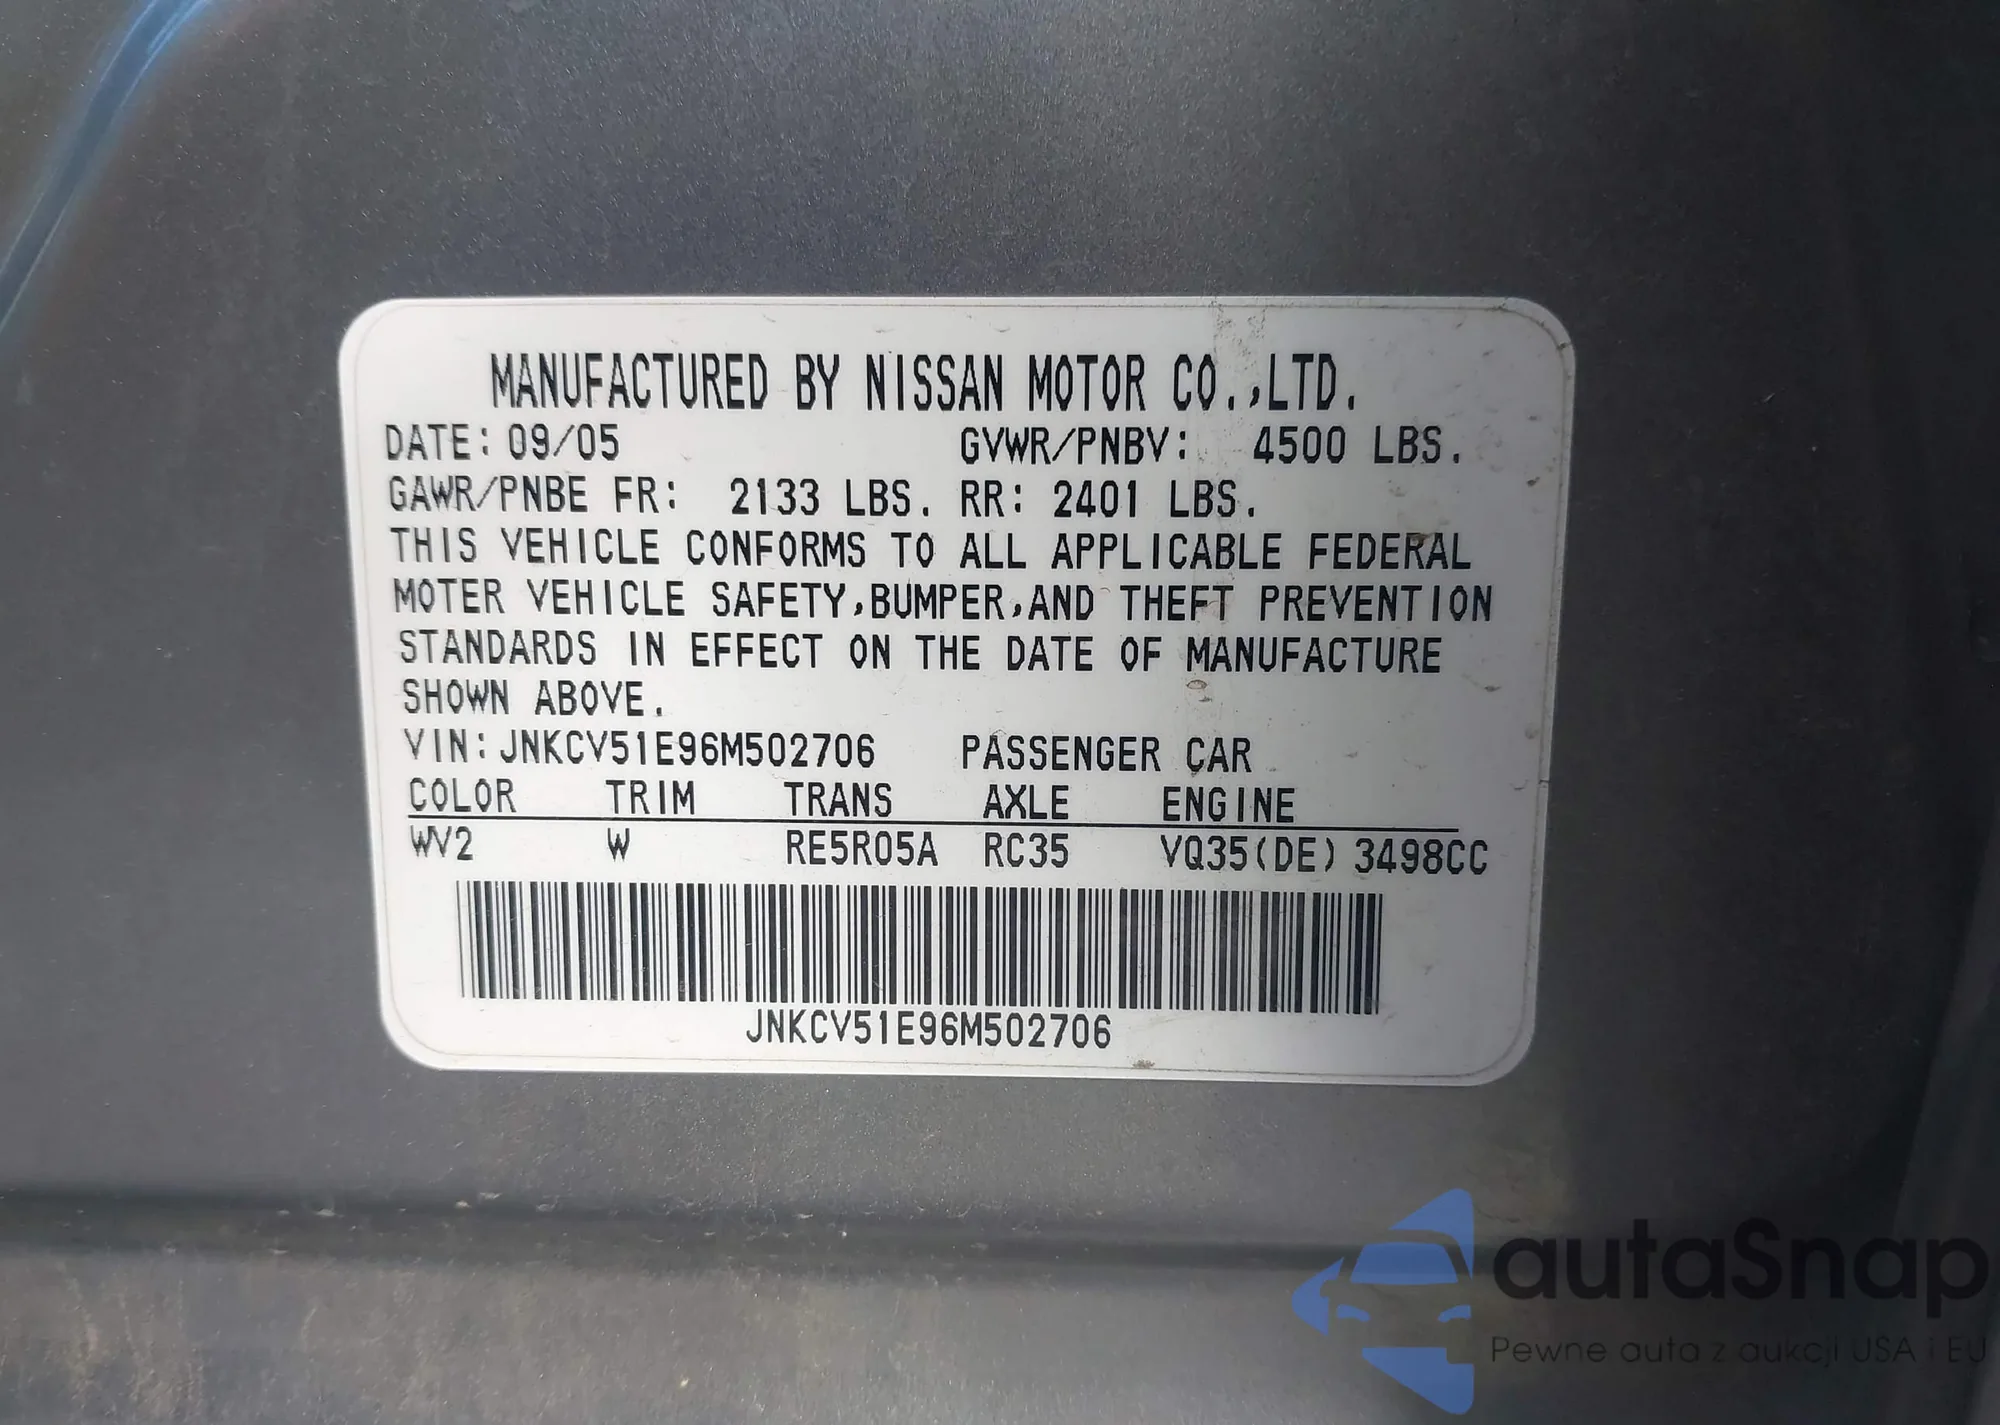 MANUFACTURED BY NISSAN MOTOR CO.,LTD.
DATE: 09/05 GVWR/PNBV: 4500 LBS.
GAWR/PNBE FR: 2133 LBS. RR: 2401 LBS.
THIS VEHICLE CONFORMS TO ALL APPLICABLE FEDERAL
MOTER VEHICLE SAFETY,BUMPER,AND THEFT PREVENTION
STANDARDS IN EFFECT ON THE DATE OF MANUFACTURE
SHOWN ABOVE.
VIN: JNKCV51E96M502706 PASSENGER CAR
COLOR TRIM TRANS AXLE ENGINE
WV2 W RE5R05A RC35 VQ35(DE) 3498CC
JNKCV51E96M502706
autaSnap
Pewne auta z aukcji USA i EU